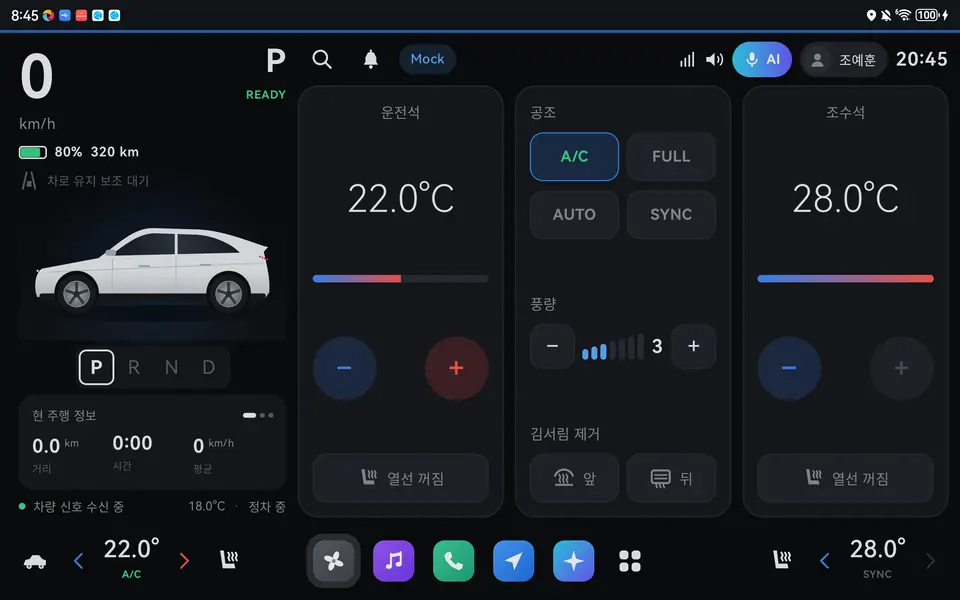 8:45
100
0
P
READY
km/h
80% 320 km
차로 유지 보조 대기
P R N D
현 주행 정보
0.0 km
0:00
0 km/h
거리
시간
평균
차량 신호 수신 중
18.0°C · 정차 중
Mock
AI
조예훈
20:45
운전석
22.0°C
−
+
열선 꺼짐
공조
A/C
FULL
AUTO
SYNC
풍량
−
3
+
김서림 제거
앞
뒤
조수석
28.0°C
−
+
열선 꺼짐
22.0°
A/C
28.0°
SYNC